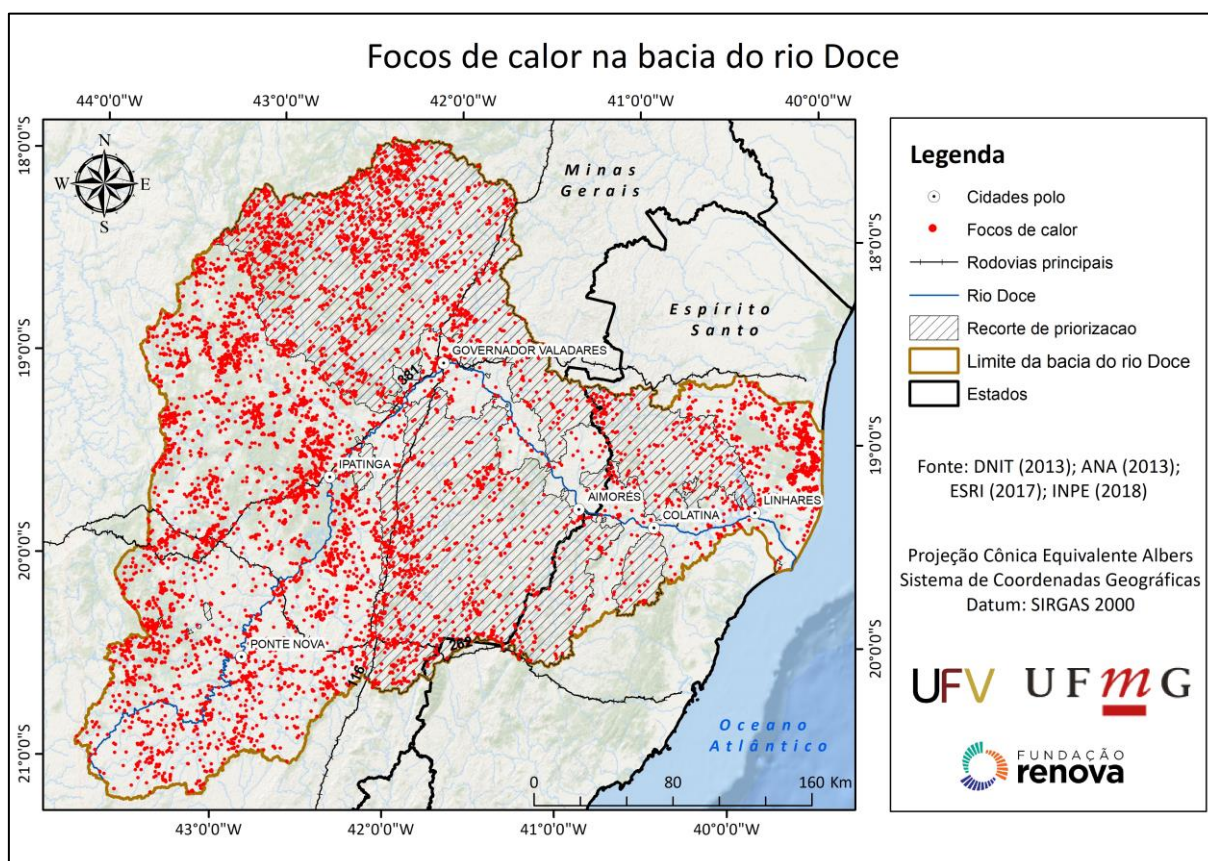 Focos de calor na bacia do rio Doce
44°0'0"W
43°0'0"W
42°0'0"W
41°0'0"W
40°0'0"W
18°0'0"S
19°0'0"S
20°0'0"S
21°0'0"S
N
W
E
S
Minas
Gerais
Espírito
Santo
GOVERNADOR VALADARES
381
IPATINGA
AIMORÉS
COLATINA
LINHARES
PONTE NOVA
262
116
Oceano
Atlântico
0
80
160 Km
18°0'0"S
19°0'0"S
20°0'0"S
43°0'0"W
42°0'0"W
41°0'0"W
40°0'0"W
Legenda
Cidades polo
Focos de calor
Rodovias principais
Rio Doce
Recorte de priorizacao
Limite da bacia do rio Doce
Estados
Fonte: DNIT (2013); ANA (2013);
ESRI (2017); INPE (2018)
Projeção Cônica Equivalente Albers
Sistema de Coordenadas Geográficas
Datum: SIRGAS 2000
UFV
UFmG
FUNDAÇÃO
renova